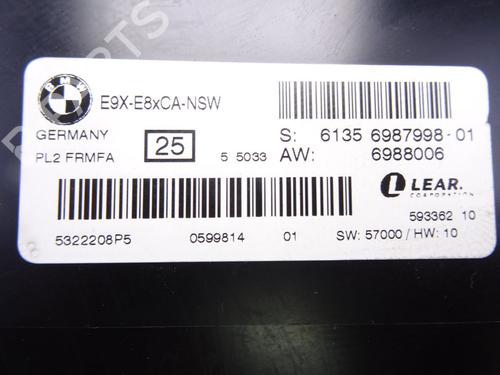 BMW
E9X-E8xCA-NSW
GERMANY
PL2 FRMFA 25 5 5033
S: 6135 6987998-01
AW: 6988006
LEAR.
CORPORATION
593362 10
5322208P5 0599814 01 SW: 57000 / HW: 10